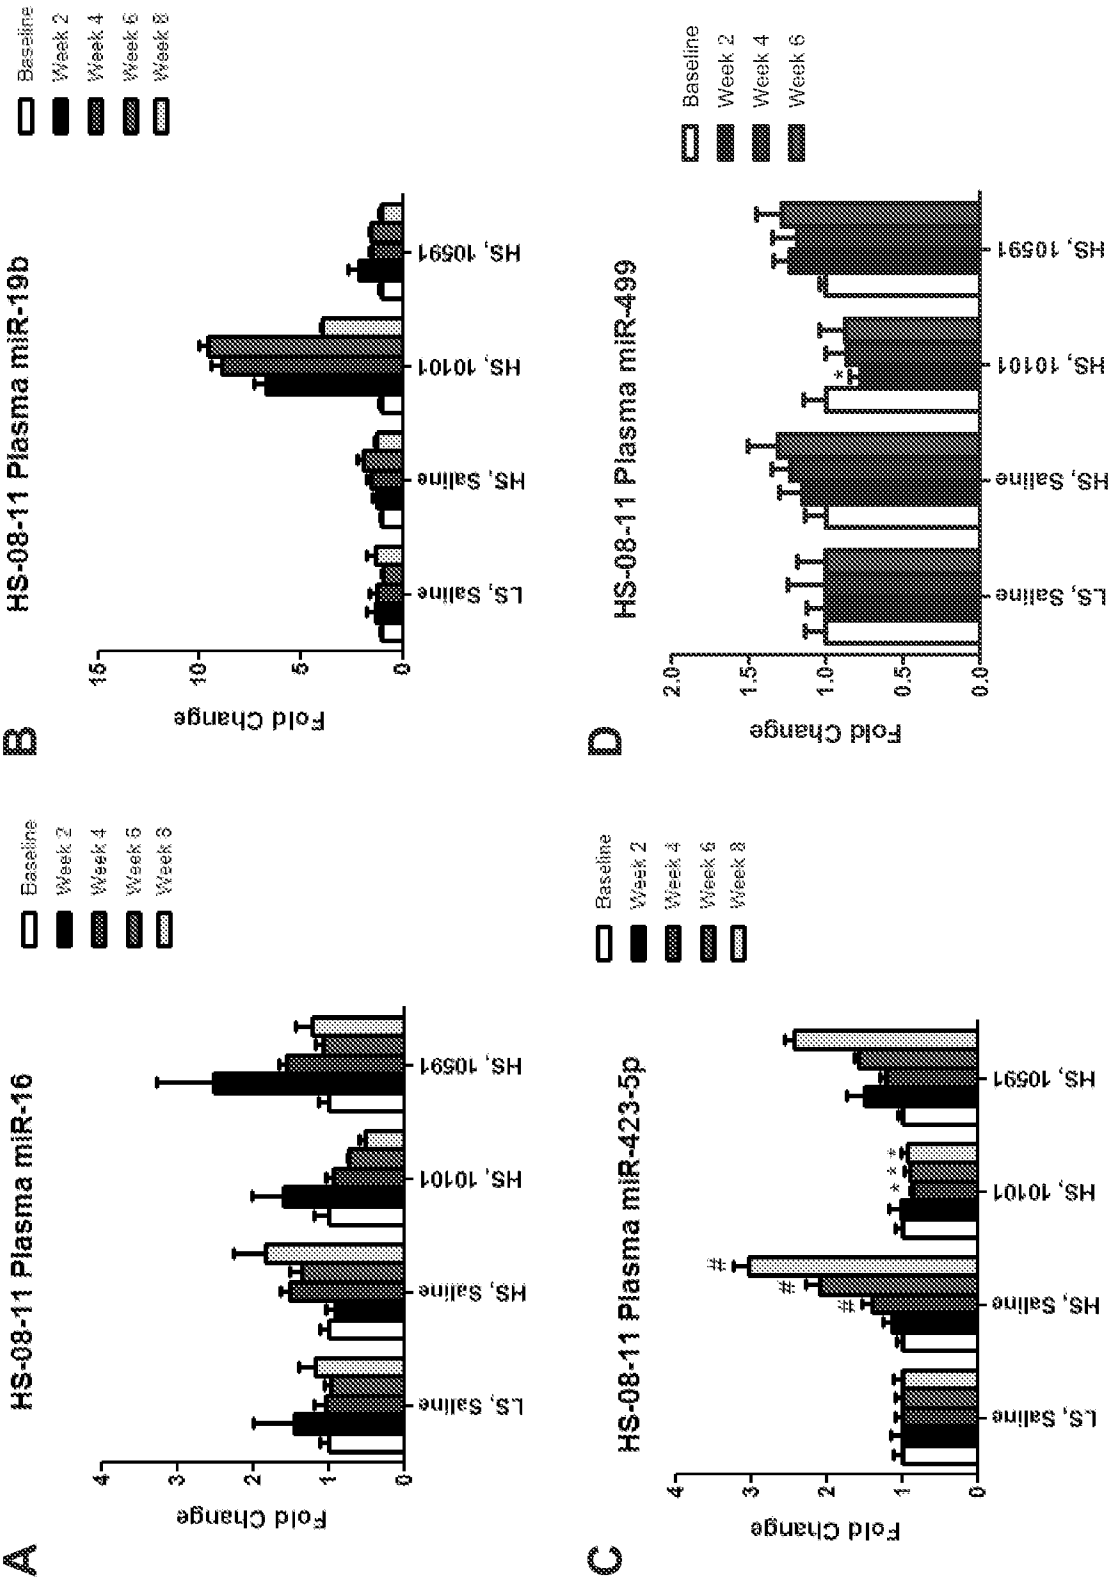 A
HS-08-11 Plasma miR-16
Baseline
Week 2
Week 4
Week 6
Week 8
Fold Change
4
3
2
1
0
LS, Saline
HS, Saline
HS, 10101
HS, 10591
B
HS-08-11 Plasma miR-19b
Baseline
Week 2
Week 4
Week 6
Week 8
Fold Change
15
10
5
0
LS, Saline
HS, Saline
HS, 10101
HS, 10591
C
HS-08-11 Plasma miR-423-5p
Baseline
Week 2
Week 4
Week 6
Week 8
Fold Change
4
3
2
1
0
#
#
#
*
*
*
LS, Saline
HS, Saline
HS, 10101
HS, 10591
D
HS-08-11 Plasma miR-499
Baseline
Week 2
Week 4
Week 6
Fold Change
2.0
1.5
1.0
0.5
0.0
*
LS, Saline
HS, Saline
HS, 10101
HS, 10591